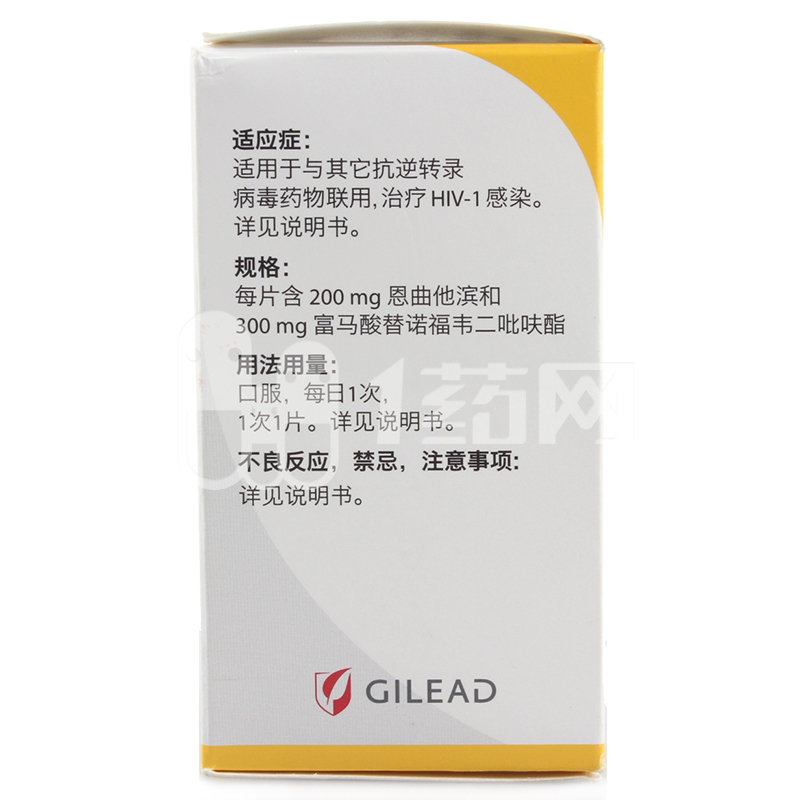 适应症：
适用于与其它抗逆转录
病毒药物联用,治疗 HIV-1 感染。
详见说明书。
规格：
每片含 200 mg 恩曲他滨和
300 mg 富马酸替诺福韦二吡呋酯
用法用量：
口服，每日1次，
1次1片。详见说明书。
1药网
不良反应，禁忌，注意事项：
详见说明书。
GILEAD